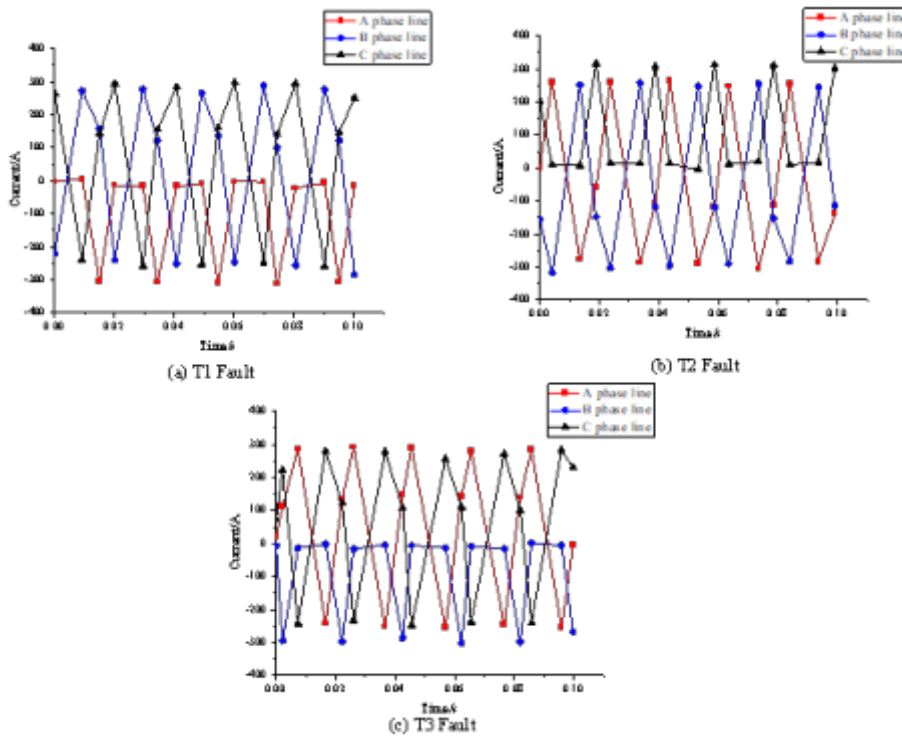 A phase line
B phase line
C phase line
400
300
200
100
0
-100
-200
-300
-400
Current/A
0.00 0.02 0.04 0.06 0.08 0.10
Time/s
(a) T1 Fault
A phase line
B phase line
C phase line
400
300
200
100
0
-100
-200
-300
-400
Current/A
0.00 0.02 0.04 0.06 0.08 0.10
Time/s
(b) T2 Fault
A phase line
B phase line
C phase line
400
300
200
100
0
-100
-200
-300
-400
Current/A
0.00 0.02 0.04 0.06 0.08 0.10
Time/s
(c) T3 Fault